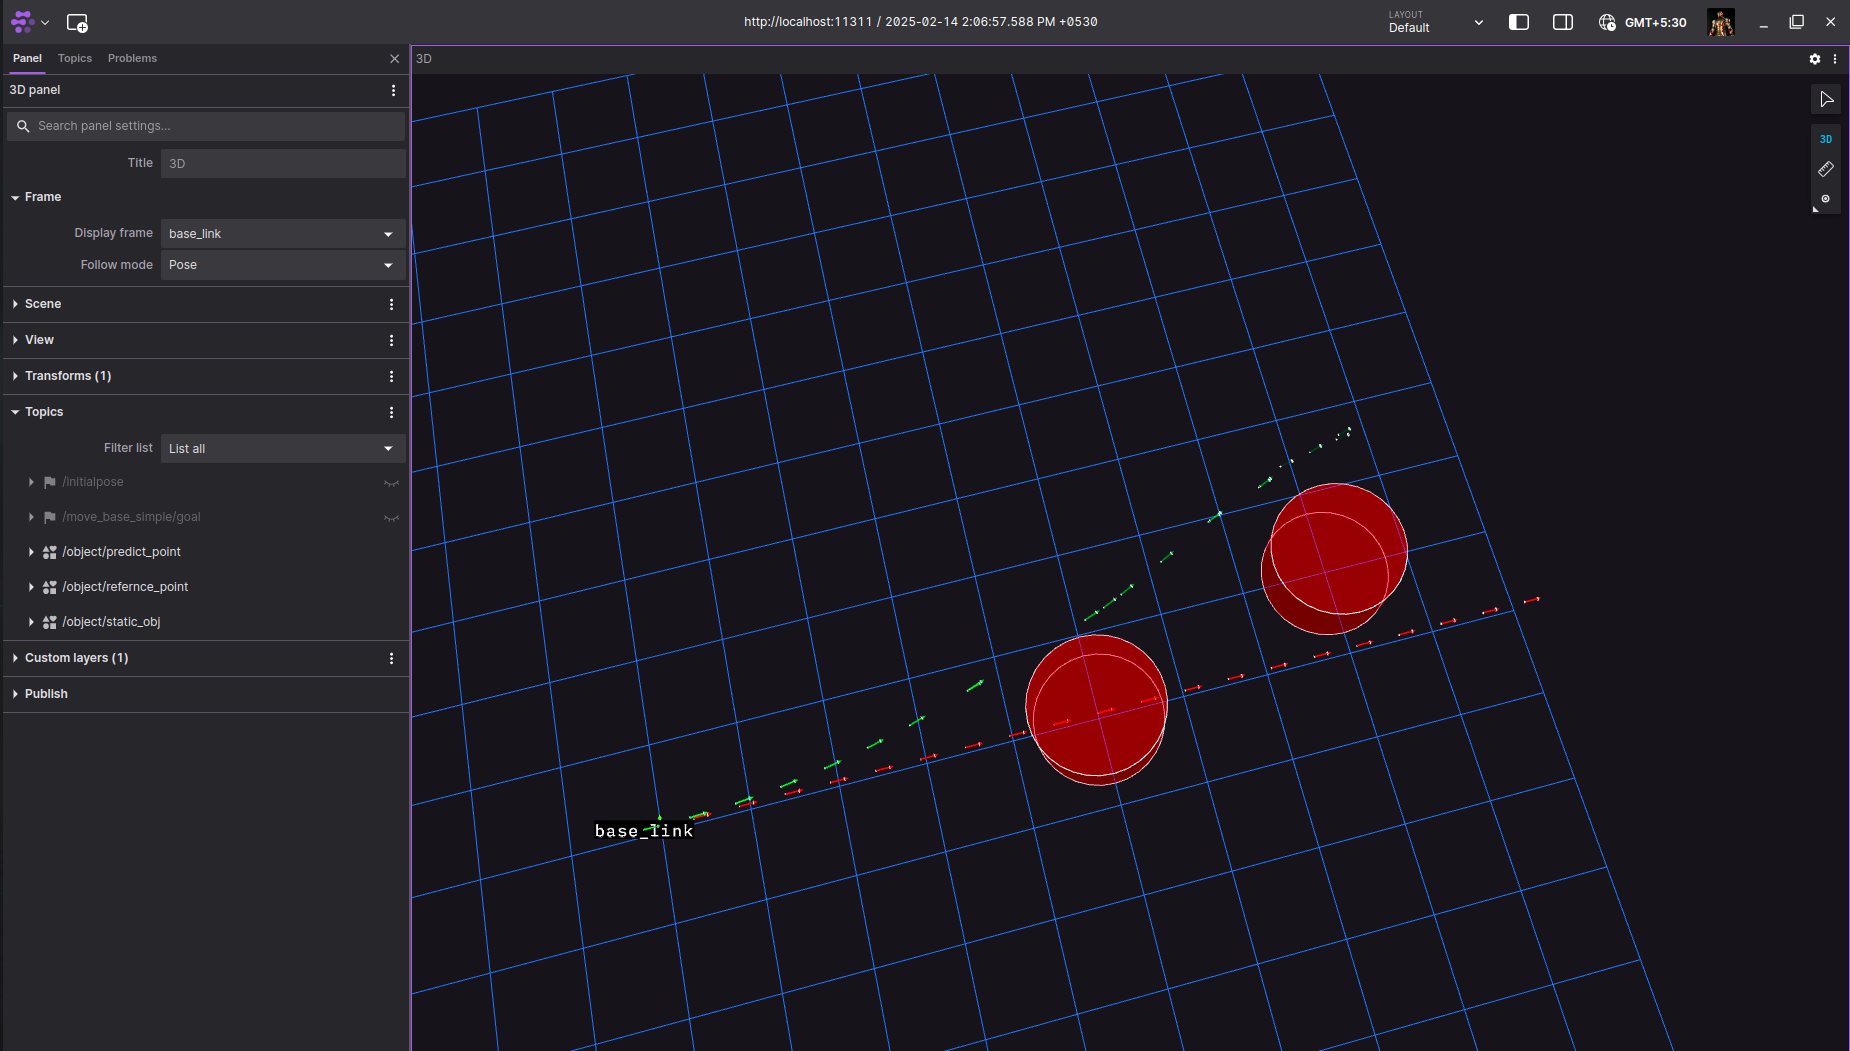 http://localhost:11311 / 2025-02-14 2:06:57.588 PM +0530
LAYOUT
Default
GMT+5:30
Panel
Topics
Problems
3D panel
Search panel settings...
Title
3D
Frame
Display frame
base_link
Follow mode
Pose
Scene
View
Transforms (1)
Topics
Filter list
List all
/initialpose
/move_base_simple/goal
/object/predict_point
/object/refernce_point
/object/static_obj
Custom layers (1)
Publish
3D
3D
base_link